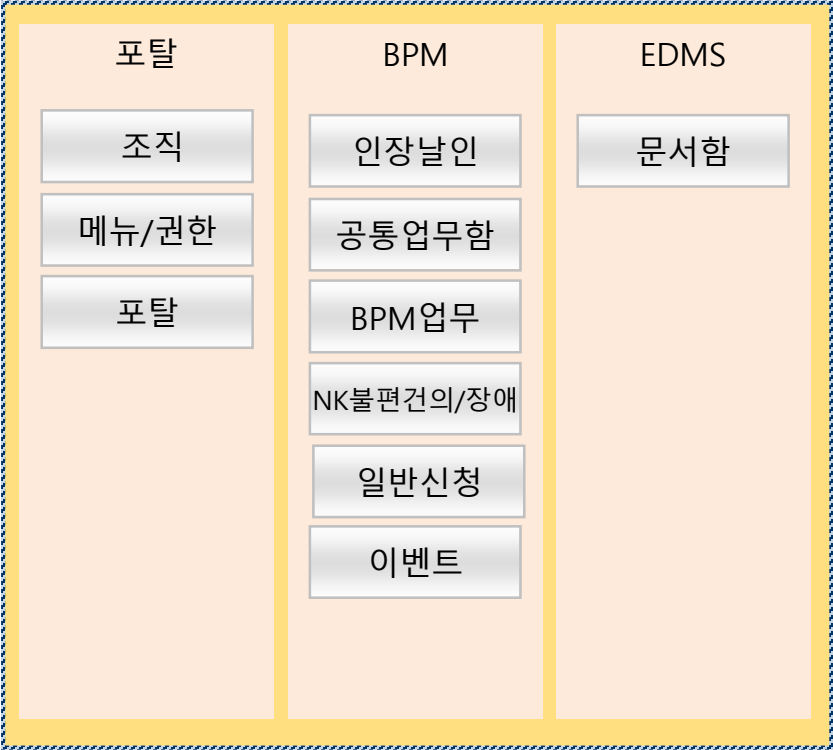 포탈
조직
메뉴/권한
포탈
BPM
인장날인
공통업무함
BPM업무
NK불편건의/장애
일반신청
이벤트
EDMS
문서함